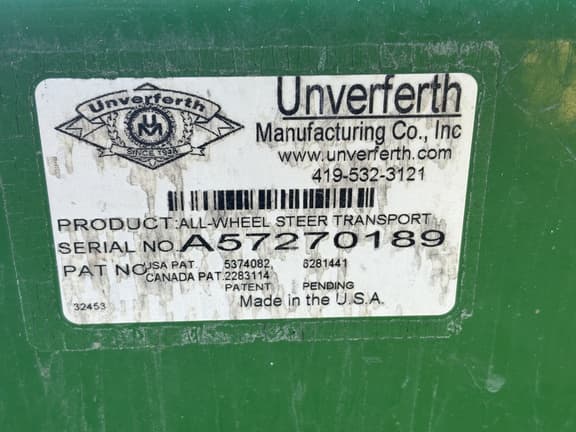 Unverferth
UM
SINCE 1948
Unverferth
Manufacturing Co., Inc
www.unverferth.com
419-532-3121
PRODUCT: ALL-WHEEL STEER TRANSPORT
SERIAL NO. A57270189
PAT NO USA PAT. 5374082, 6281441
CANADA PAT. 2283114
PATENT PENDING
Made in the U.S.A.
32453